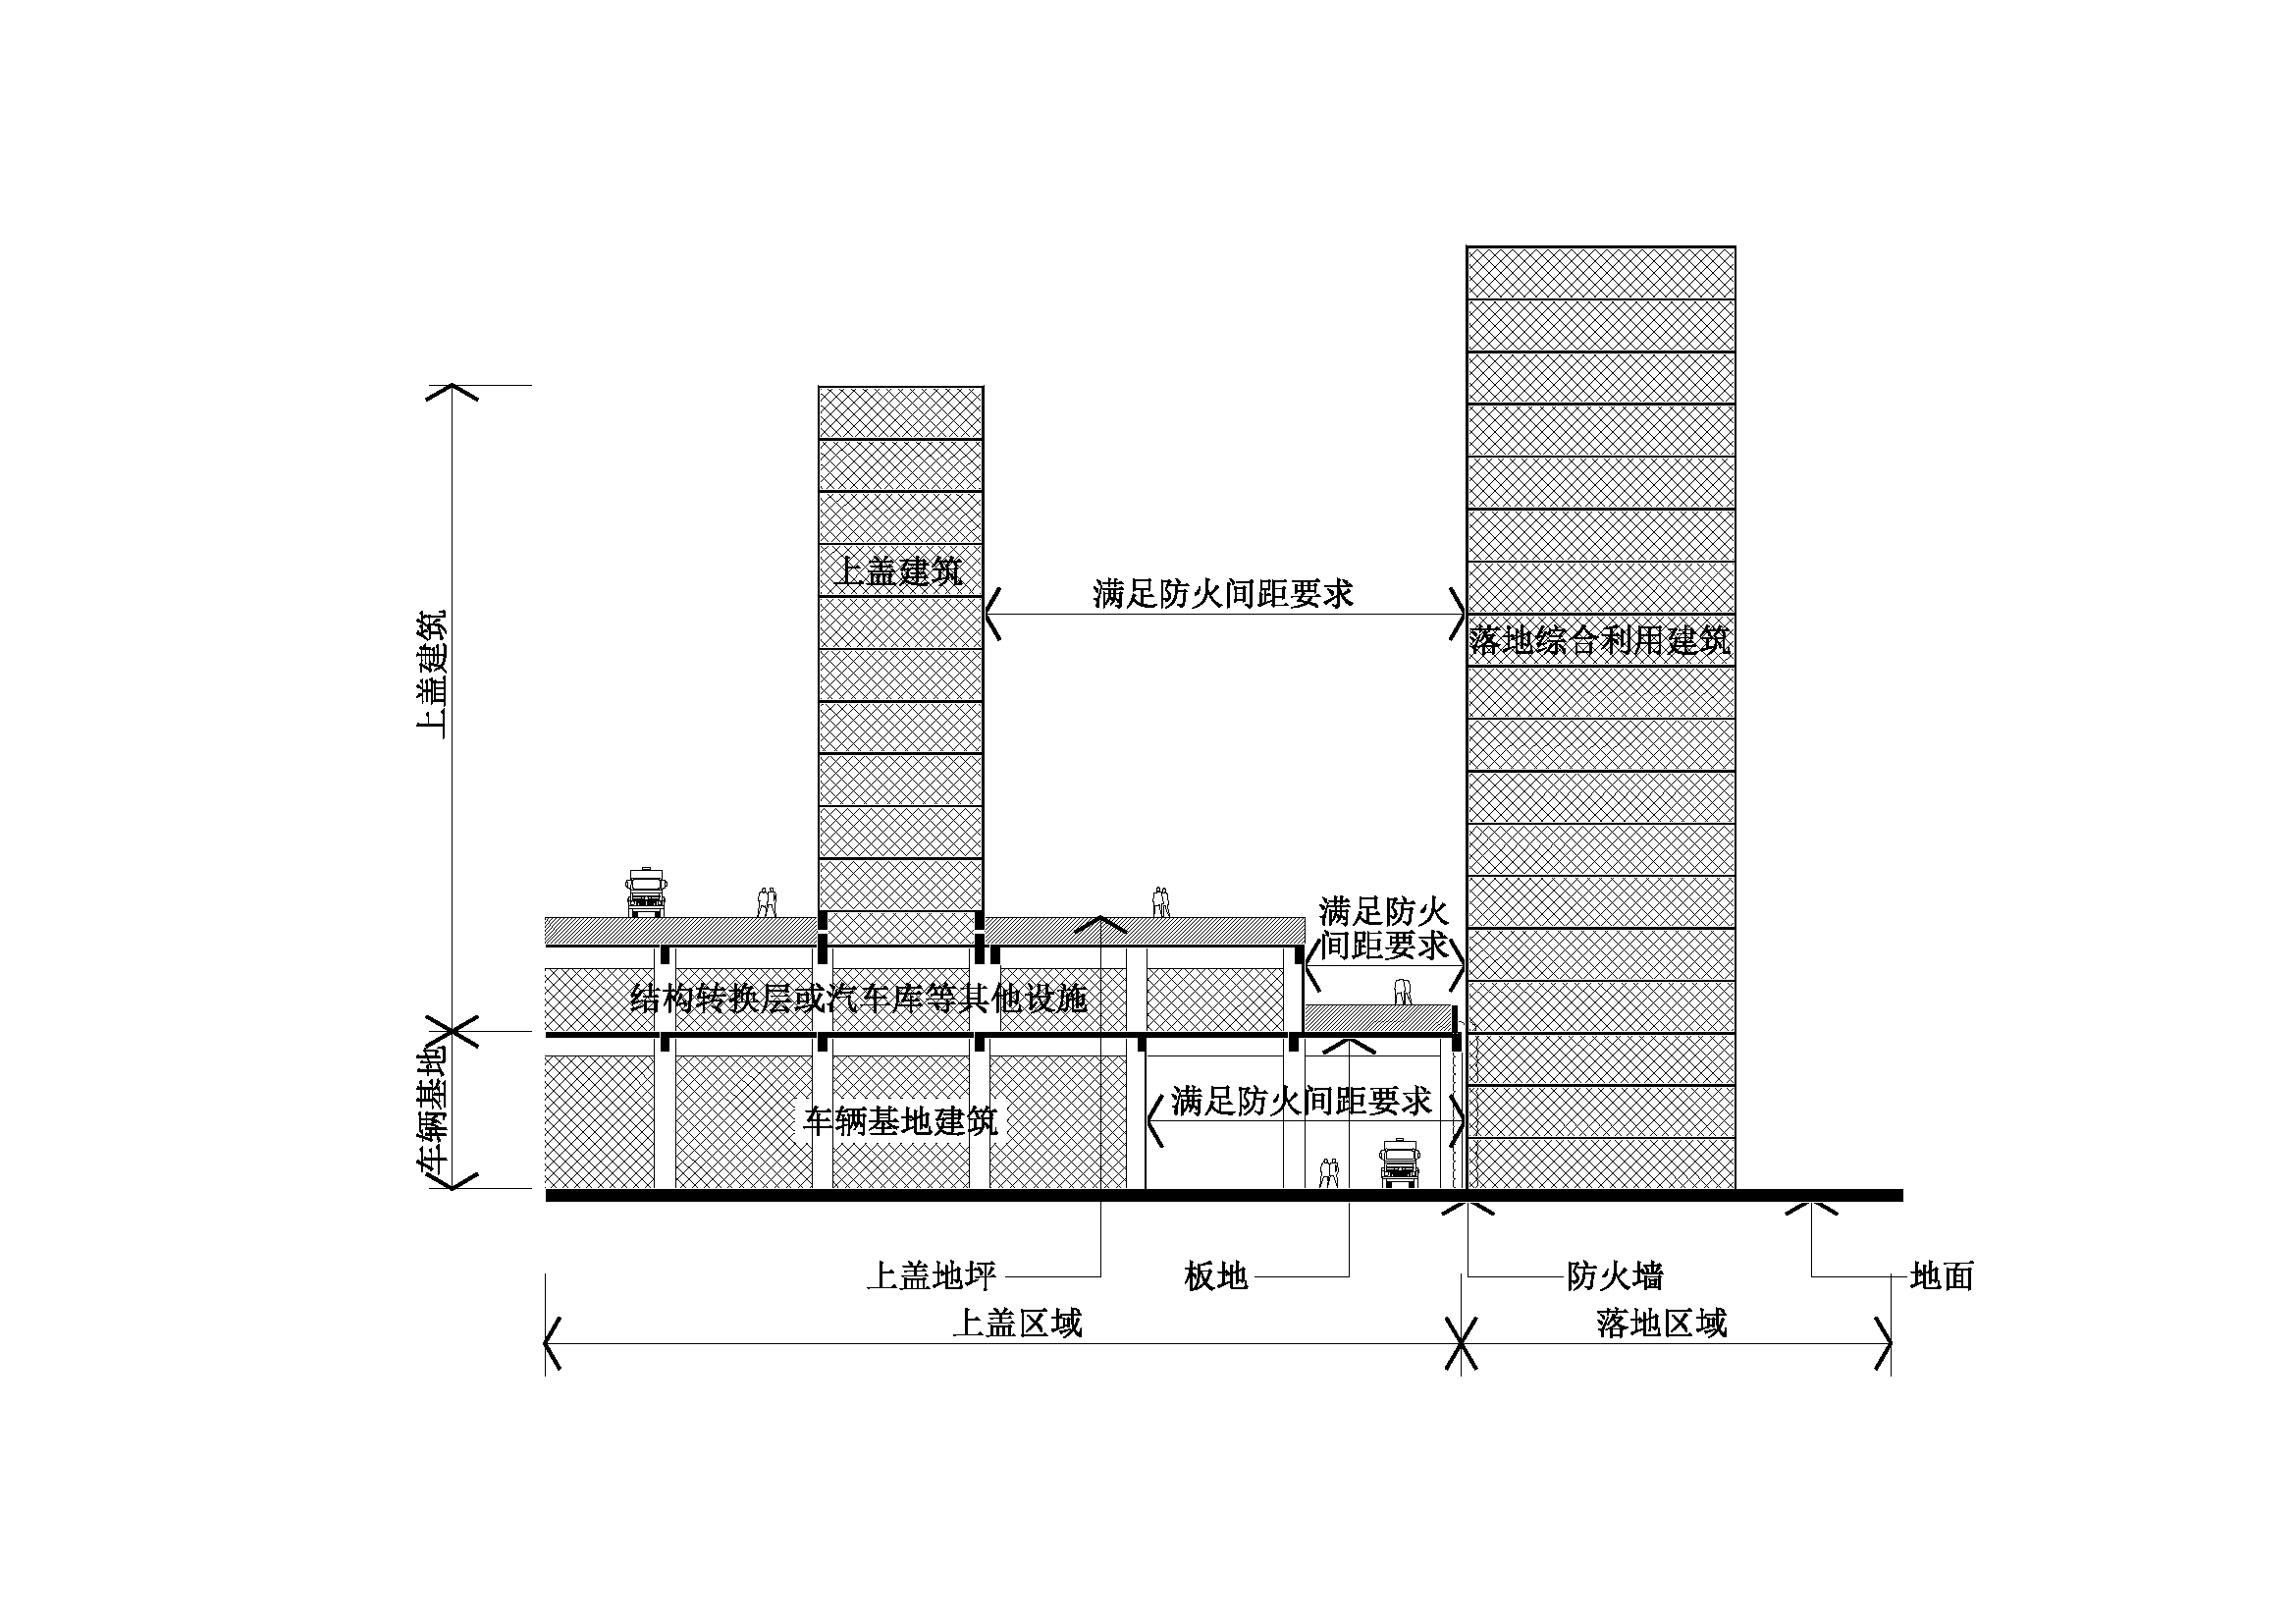 上盖建筑
满足防火间距要求
落地综合利用建筑
上盖建筑
满足防火
间距要求
结构转换层或汽车库等其他设施
车辆基地
车辆基地建筑
满足防火间距要求
上盖地坪
板地
防火墙
地面
上盖区域
落地区域